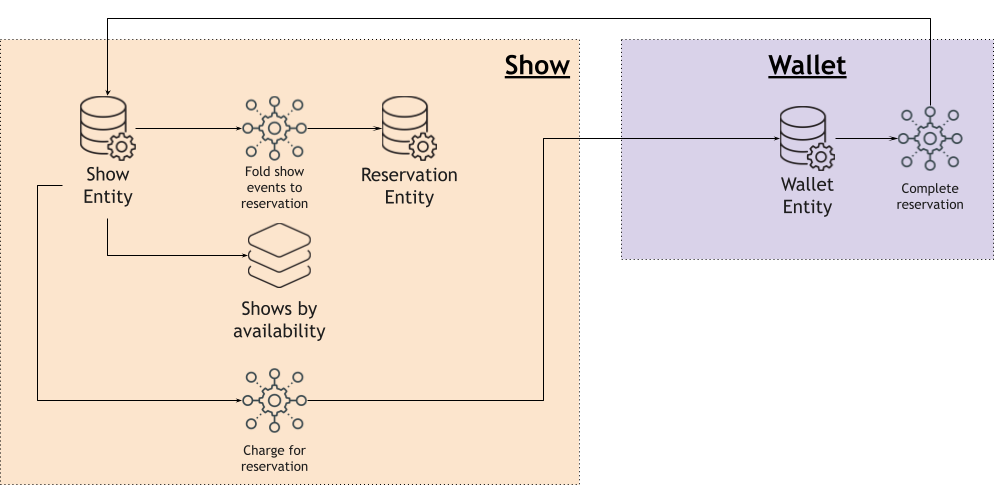 Show
Wallet
Show
Entity
Fold show
events to
reservation
Reservation
Entity
Wallet
Entity
Complete
reservation
Shows by
availability
Charge for
reservation